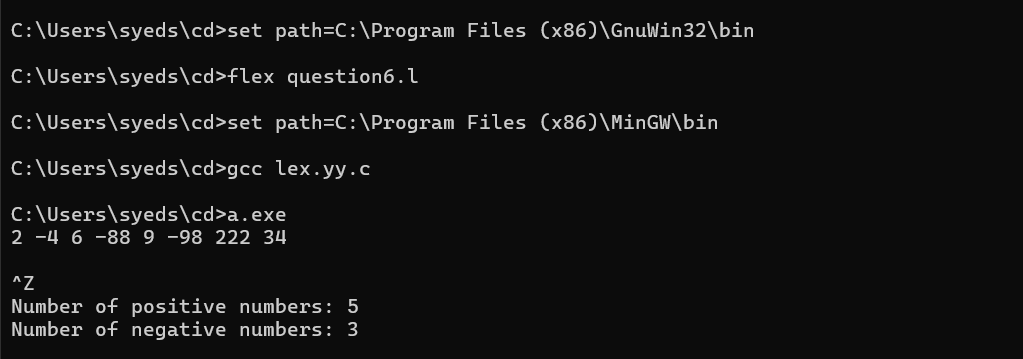 C:\Users\syeds\cd>set path=C:\Program Files (x86)\GnuWin32\bin
C:\Users\syeds\cd>flex question6.l
C:\Users\syeds\cd>set path=C:\Program Files (x86)\MinGW\bin
C:\Users\syeds\cd>gcc lex.yy.c
C:\Users\syeds\cd>a.exe
2 -4 6 -88 9 -98 222 34
^Z
Number of positive numbers: 5
Number of negative numbers: 3